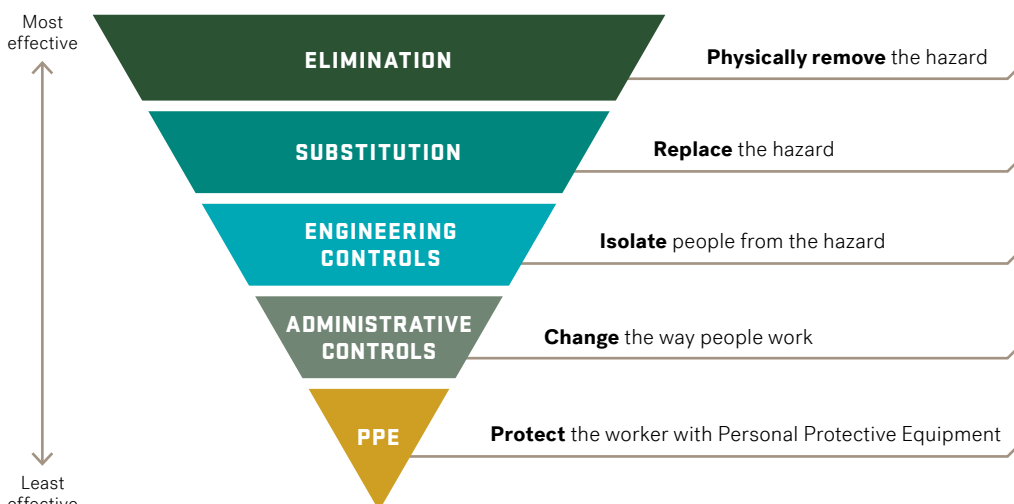 Most
effective
ELIMINATION
Physically remove the hazard
SUBSTITUTION
Replace the hazard
ENGINEERING
CONTROLS
Isolate people from the hazard
ADMINISTRATIVE
CONTROLS
Change the way people work
PPE
Protect the worker with Personal Protective Equipment
Least
effective